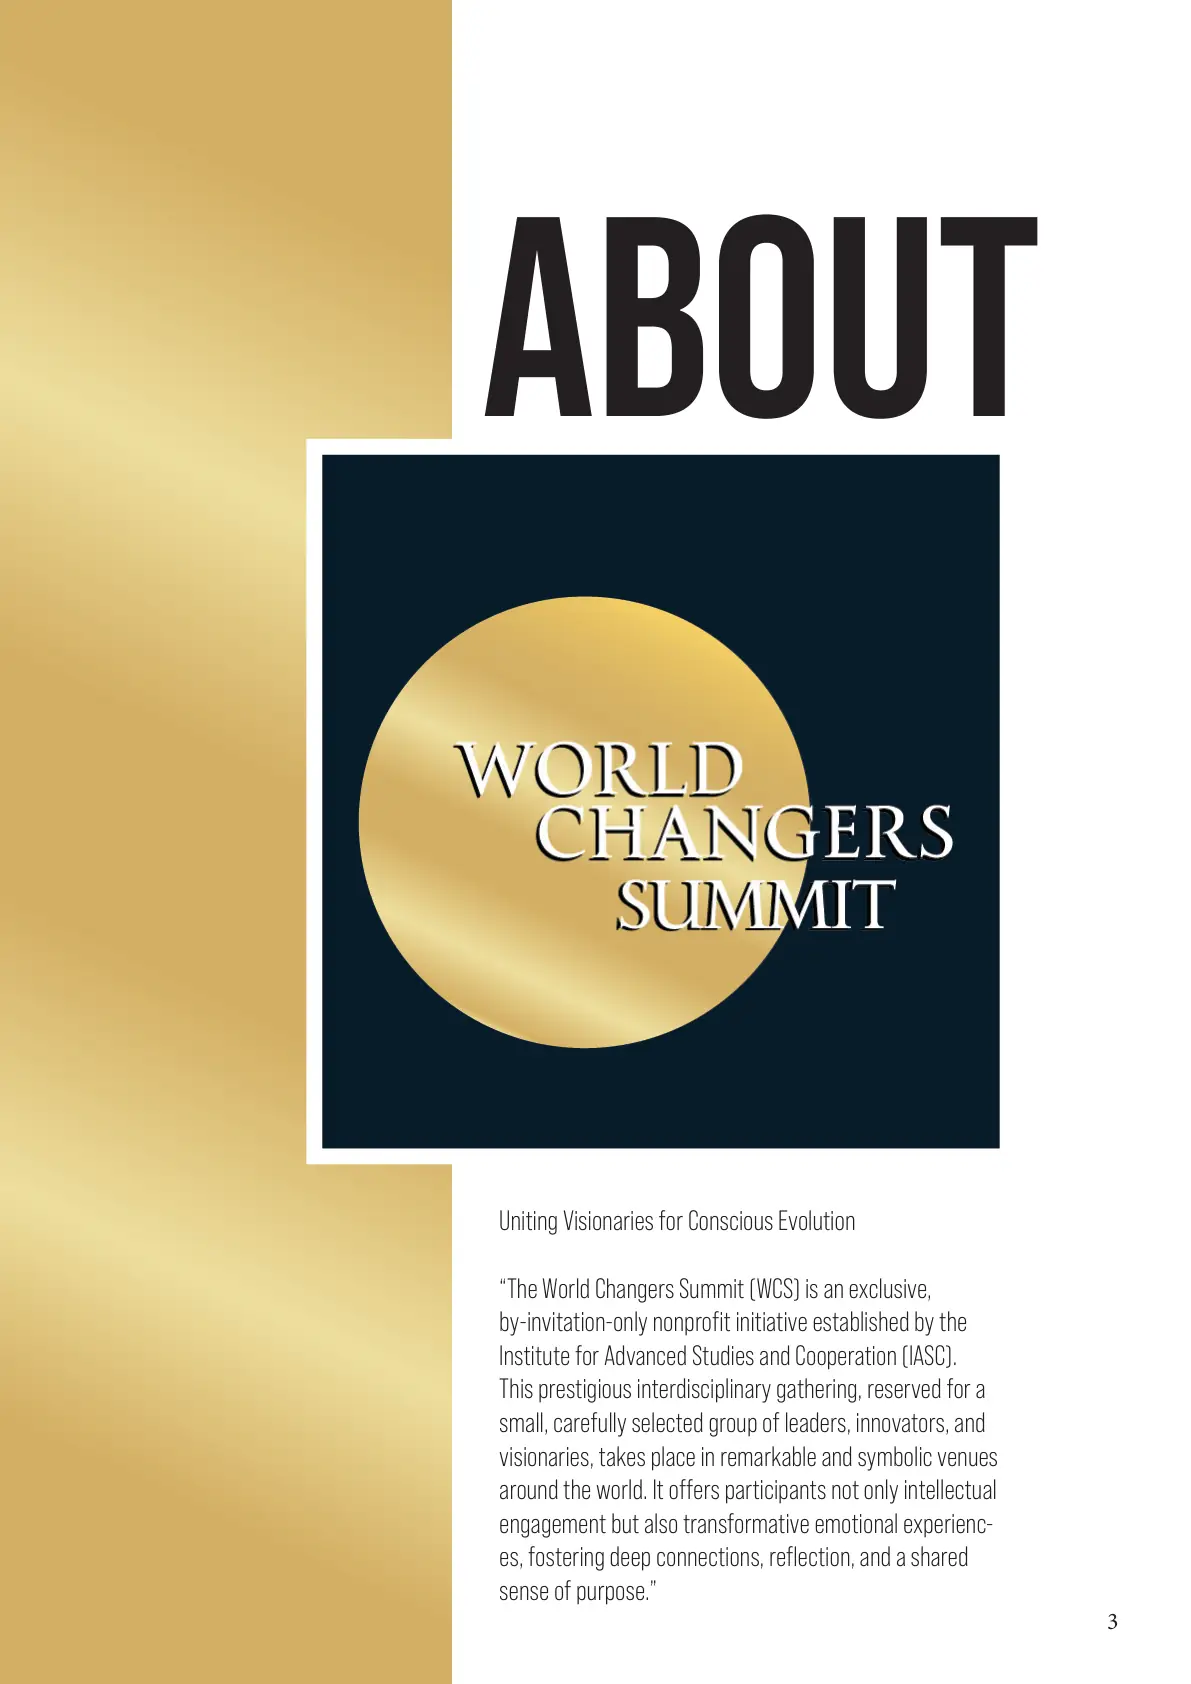 ABOUT
WORLD
CHANGERS
SUMMIT
Uniting Visionaries for Conscious Evolution
“The World Changers Summit (WCS) is an exclusive,
by-invitation-only nonprofit initiative established by the
Institute for Advanced Studies and Cooperation (IASC).
This prestigious interdisciplinary gathering, reserved for a
small, carefully selected group of leaders, innovators, and
visionaries, takes place in remarkable and symbolic venues
around the world. It offers participants not only intellectual
engagement but also transformative emotional experienc-
es, fostering deep connections, reflection, and a shared
sense of purpose.”
3